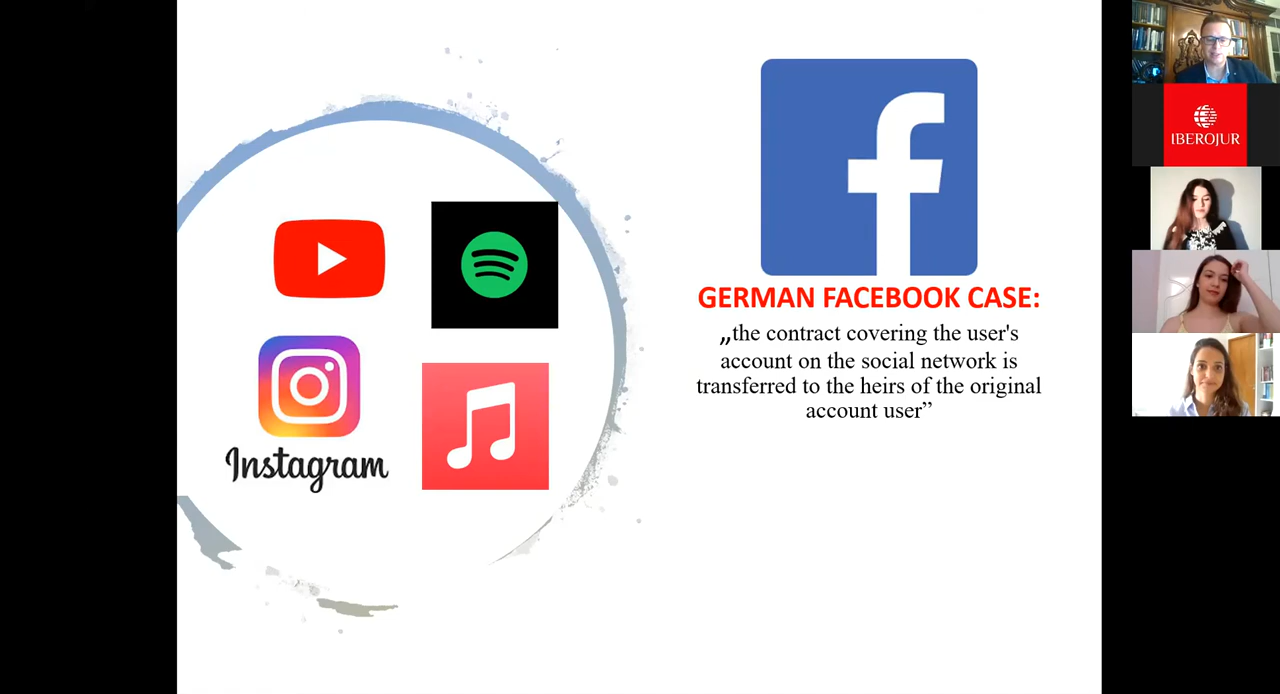 Instagram
GERMAN FACEBOOK CASE:
„the contract covering the user's
account on the social network is
transferred to the heirs of the original
account user”
IBEROJUR